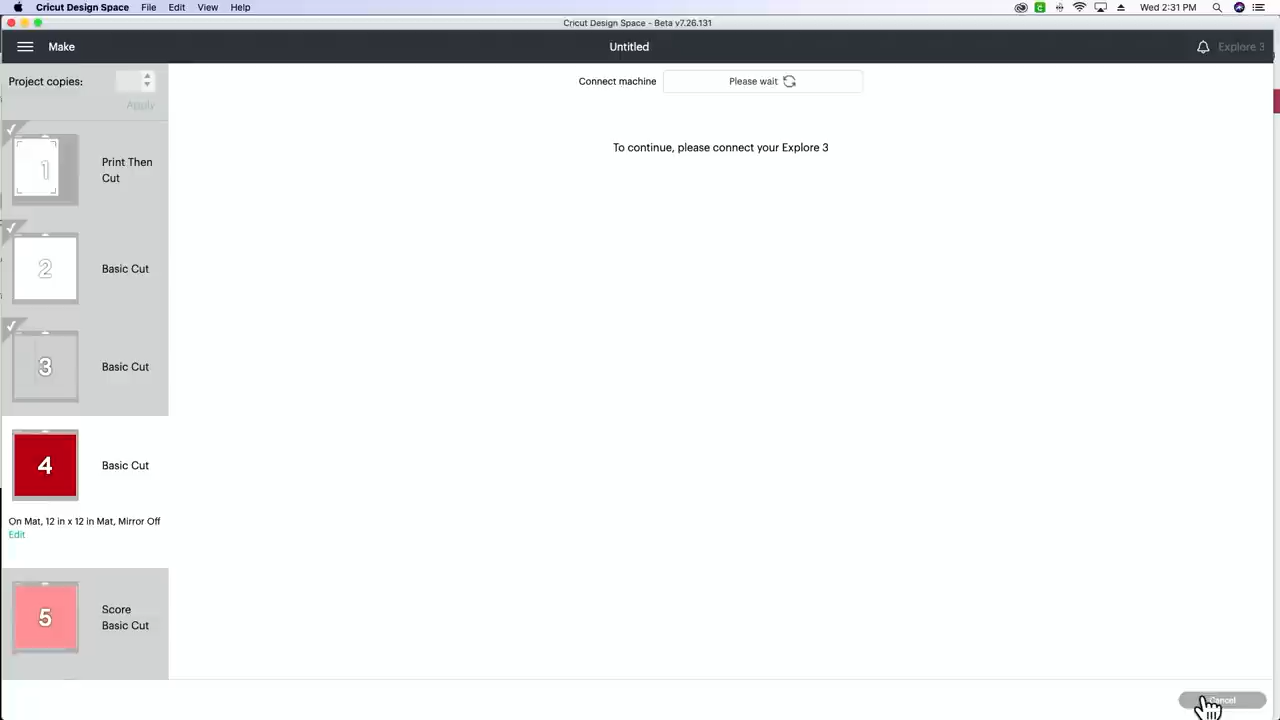 Cricut Design Space File Edit View Help Wed 2:31 PM
Cricut Design Space - Beta v7.26.131
Make Untitled Explore 3
Project copies:
Apply
Connect machine Please wait
To continue, please connect your Explore 3
1
Print Then
Cut
2
Basic Cut
3
Basic Cut
4
Basic Cut
On Mat, 12 in x 12 in Mat, Mirror Off
Edit
5
Score
Basic Cut
Cancel